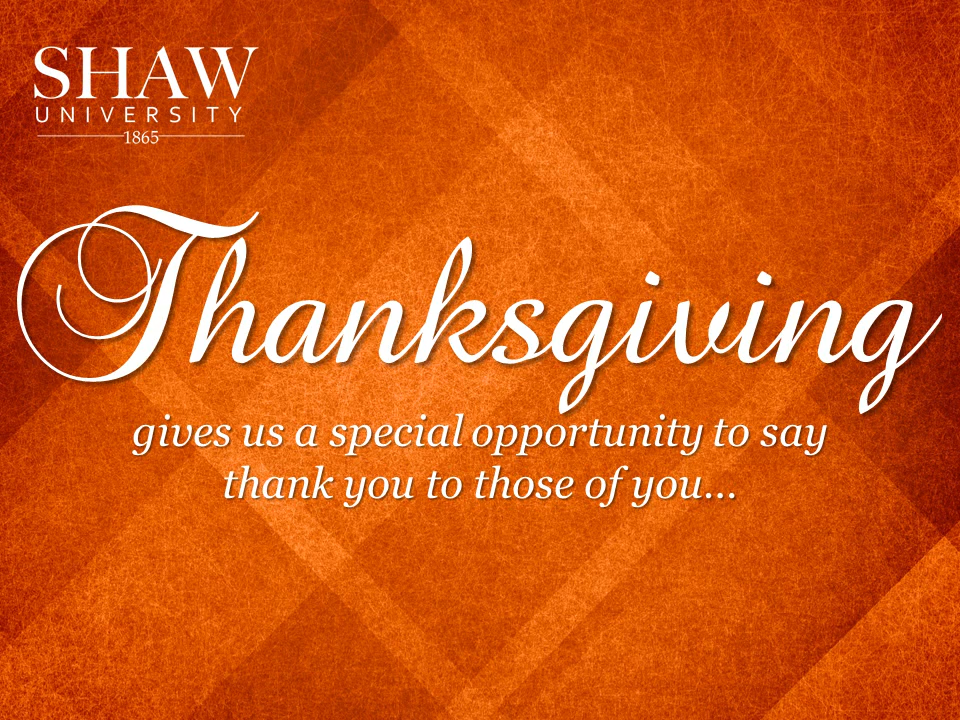 SHAW
UNIVERSITY
1865
Thanksgiving
gives us a special opportunity to say
thank you to those of you...